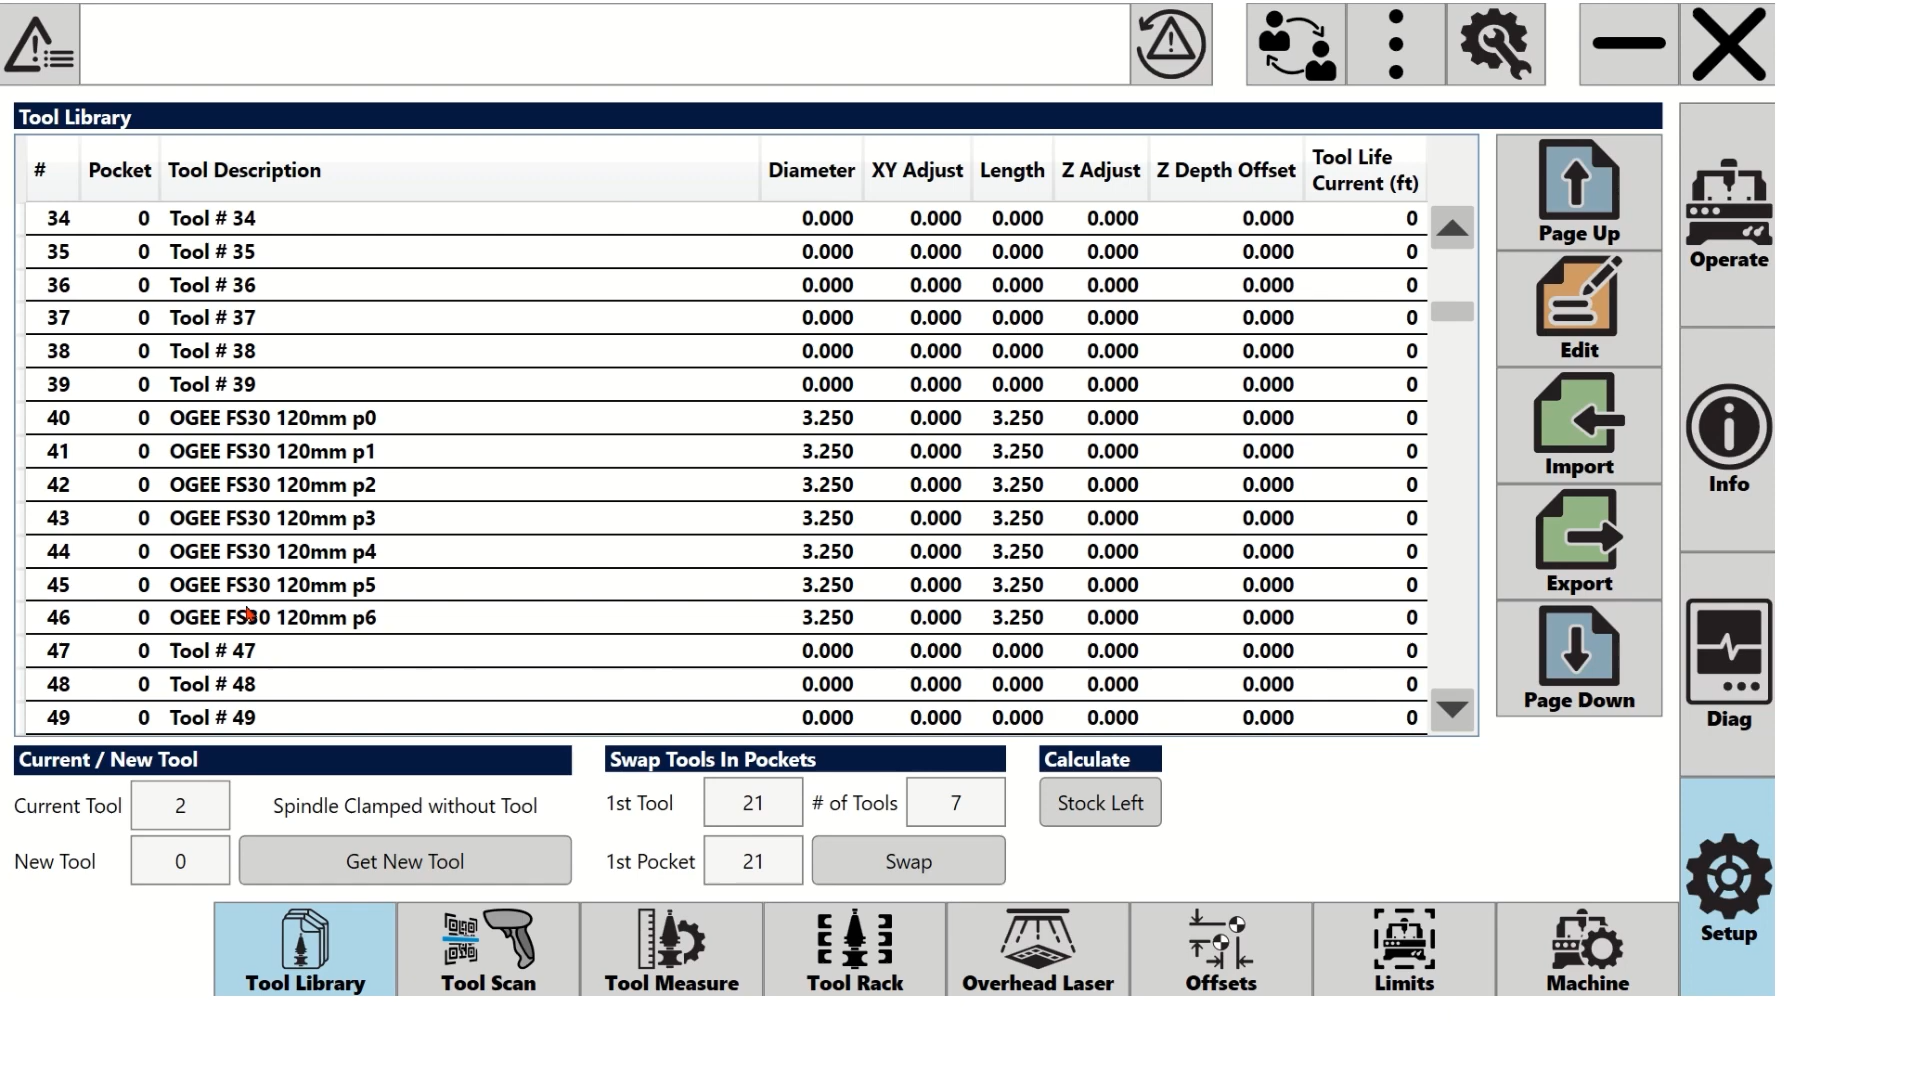 Tool Library
# Pocket Tool Description Diameter XY Adjust Length Z Adjust Z Depth Offset Tool Life Current (ft)
34 0 Tool # 34 0.000 0.000 0.000 0.000 0.000 0
35 0 Tool # 35 0.000 0.000 0.000 0.000 0.000 0
36 0 Tool # 36 0.000 0.000 0.000 0.000 0.000 0
37 0 Tool # 37 0.000 0.000 0.000 0.000 0.000 0
38 0 Tool # 38 0.000 0.000 0.000 0.000 0.000 0
39 0 Tool # 39 0.000 0.000 0.000 0.000 0.000 0
40 0 OGEE FS30 120mm p0 3.250 0.000 3.250 0.000 0.000 0
41 0 OGEE FS30 120mm p1 3.250 0.000 3.250 0.000 0.000 0
42 0 OGEE FS30 120mm p2 3.250 0.000 3.250 0.000 0.000 0
43 0 OGEE FS30 120mm p3 3.250 0.000 3.250 0.000 0.000 0
44 0 OGEE FS30 120mm p4 3.250 0.000 3.250 0.000 0.000 0
45 0 OGEE FS30 120mm p5 3.250 0.000 3.250 0.000 0.000 0
46 0 OGEE FS30 120mm p6 3.250 0.000 3.250 0.000 0.000 0
47 0 Tool # 47 0.000 0.000 0.000 0.000 0.000 0
48 0 Tool # 48 0.000 0.000 0.000 0.000 0.000 0
49 0 Tool # 49 0.000 0.000 0.000 0.000 0.000 0
Page Up
Edit
Import
Export
Page Down
Operate
Info
Diag
Setup
Current / New Tool
Current Tool 2 Spindle Clamped without Tool
New Tool 0 Get New Tool
Swap Tools In Pockets
1st Tool 21 # of Tools 7
1st Pocket 21 Swap
Calculate
Stock Left
Tool Library Tool Scan Tool Measure Tool Rack Overhead Laser Offsets Limits Machine